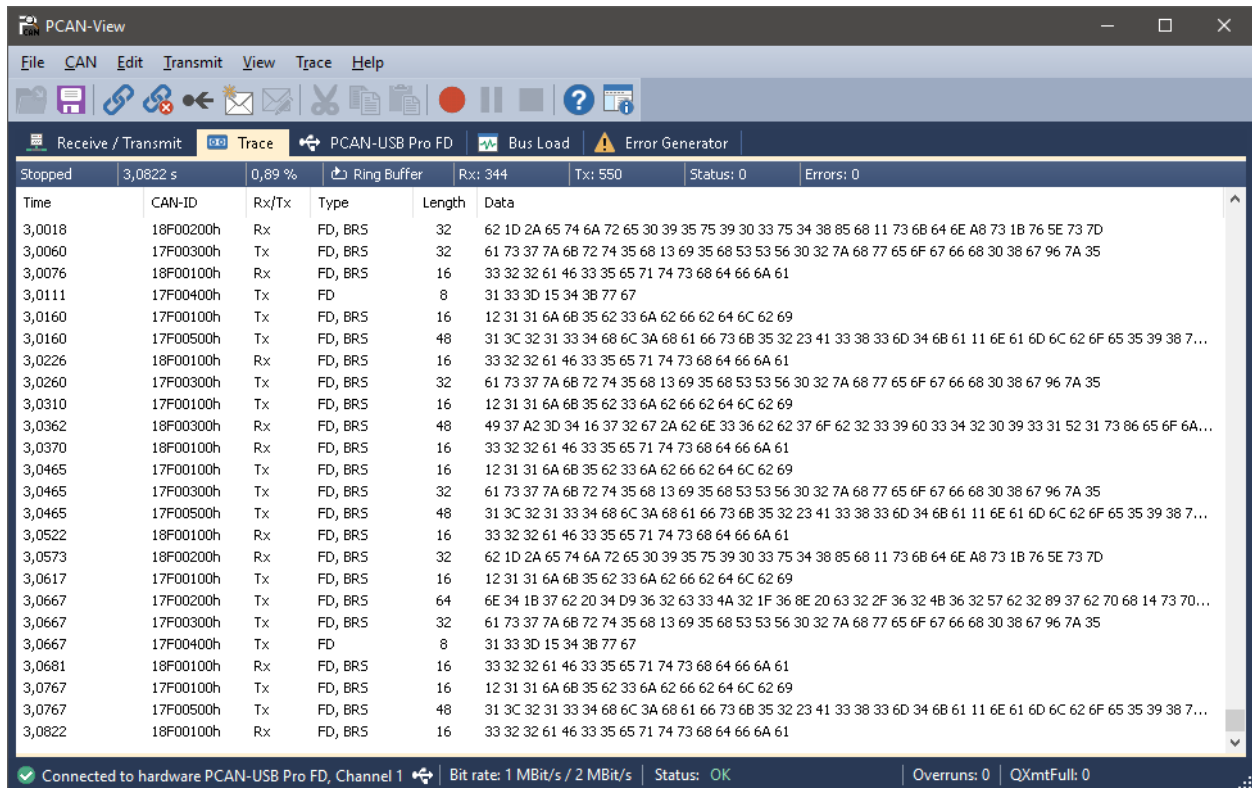 PCAN-View
File CAN Edit Transmit View Trace Help
Receive / Transmit Trace PCAN-USB Pro FD Bus Load Error Generator
Stopped 3,0822 s 0,89 % Ring Buffer Rx: 344 Tx: 550 Status: 0 Errors: 0
Time CAN-ID Rx/Tx Type Length Data
3,0018 18F00200h Rx FD, BRS 32 62 1D 2A 65 74 6A 72 65 30 39 35 75 39 30 33 75 34 38 85 68 11 73 6B 64 6E A8 73 1B 76 5E 73 7D
3,0060 17F00300h Tx FD, BRS 32 61 73 37 7A 6B 72 74 35 68 13 69 35 68 53 53 56 30 32 7A 68 77 65 6F 67 66 68 30 38 67 96 7A 35
3,0076 18F00100h Rx FD, BRS 16 33 32 32 61 46 33 35 65 71 74 73 68 64 66 6A 61
3,0111 17F00400h Tx FD 8 31 33 3D 15 34 3B 77 67
3,0160 17F00100h Tx FD, BRS 16 12 31 31 6A 6B 35 62 33 6A 62 66 62 64 6C 62 69
3,0160 17F00500h Tx FD, BRS 48 31 3C 32 31 33 34 68 6C 3A 68 61 66 73 6B 35 32 23 41 33 38 33 6D 34 6B 61 11 6E 61 6D 6C 62 6F 65 35 39 38 7...
3,0226 18F00100h Rx FD, BRS 16 33 32 32 61 46 33 35 65 71 74 73 68 64 66 6A 61
3,0260 17F00300h Tx FD, BRS 32 61 73 37 7A 6B 72 74 35 68 13 69 35 68 53 53 56 30 32 7A 68 77 65 6F 67 66 68 30 38 67 96 7A 35
3,0310 17F00100h Tx FD, BRS 16 12 31 31 6A 6B 35 62 33 6A 62 66 62 64 6C 62 69
3,0362 18F00300h Rx FD, BRS 48 49 37 A2 3D 34 16 37 32 67 2A 62 6E 33 36 62 62 37 6F 62 32 33 39 60 33 34 32 30 39 33 31 52 31 73 86 65 6F 6A...
3,0370 18F00100h Rx FD, BRS 16 33 32 32 61 46 33 35 65 71 74 73 68 64 66 6A 61
3,0465 17F00100h Tx FD, BRS 16 12 31 31 6A 6B 35 62 33 6A 62 66 62 64 6C 62 69
3,0465 17F00300h Tx FD, BRS 32 61 73 37 7A 6B 72 74 35 68 13 69 35 68 53 53 56 30 32 7A 68 77 65 6F 67 66 68 30 38 67 96 7A 35
3,0465 17F00500h Tx FD, BRS 48 31 3C 32 31 33 34 68 6C 3A 68 61 66 73 6B 35 32 23 41 33 38 33 6D 34 6B 61 11 6E 61 6D 6C 62 6F 65 35 39 38 7...
3,0522 18F00100h Rx FD, BRS 16 33 32 32 61 46 33 35 65 71 74 73 68 64 66 6A 61
3,0573 18F00200h Rx FD, BRS 32 62 1D 2A 65 74 6A 72 65 30 39 35 75 39 30 33 75 34 38 85 68 11 73 6B 64 6E A8 73 1B 76 5E 73 7D
3,0617 17F00100h Tx FD, BRS 16 12 31 31 6A 6B 35 62 33 6A 62 66 62 64 6C 62 69
3,0667 17F00200h Tx FD, BRS 64 6E 34 1B 37 62 20 34 D9 36 32 63 33 4A 32 1F 36 8E 20 63 32 2F 36 32 4B 36 32 57 62 32 89 37 62 70 68 14 73 70...
3,0667 17F00300h Tx FD, BRS 32 61 73 37 7A 6B 72 74 35 68 13 69 35 68 53 53 56 30 32 7A 68 77 65 6F 67 66 68 30 38 67 96 7A 35
3,0667 17F00400h Tx FD 8 31 33 3D 15 34 3B 77 67
3,0681 18F00100h Rx FD, BRS 16 33 32 32 61 46 33 35 65 71 74 73 68 64 66 6A 61
3,0767 17F00100h Tx FD, BRS 16 12 31 31 6A 6B 35 62 33 6A 62 66 62 64 6C 62 69
3,0767 17F00500h Tx FD, BRS 48 31 3C 32 31 33 34 68 6C 3A 68 61 66 73 6B 35 32 23 41 33 38 33 6D 34 6B 61 11 6E 61 6D 6C 62 6F 65 35 39 38 7...
3,0822 18F00100h Rx FD, BRS 16 33 32 32 61 46 33 35 65 71 74 73 68 64 66 6A 61
Connected to hardware PCAN-USB Pro FD, Channel 1 Bit rate: 1 MBit/s / 2 MBit/s Status: OK Overruns: 0 QXmtFull: 0